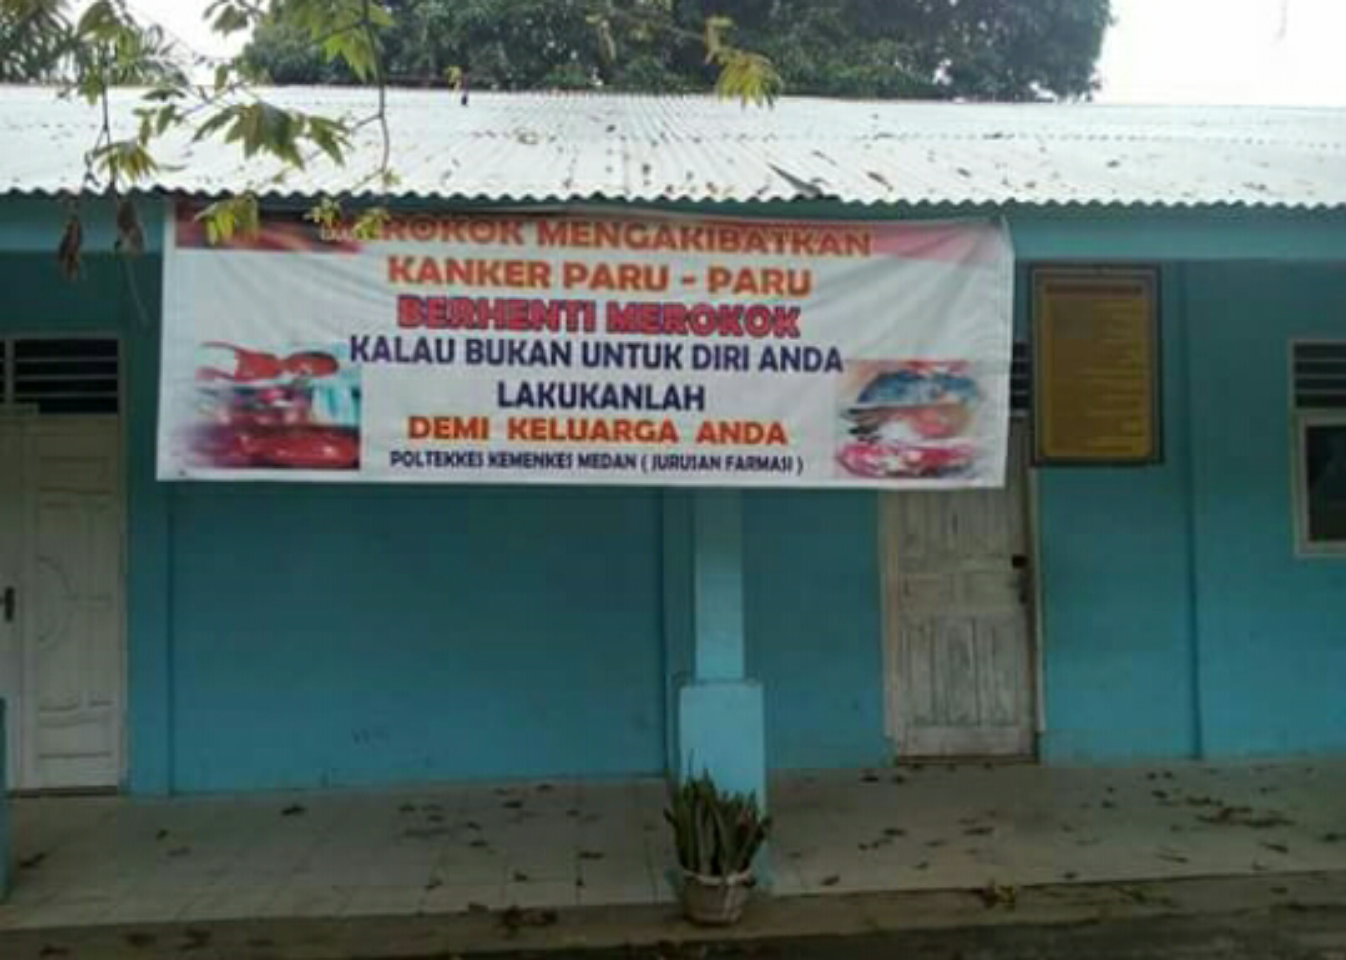 MEROKOK MENGAKIBATKAN
KANKER PARU - PARU
BERHENTI MEROKOK
KALAU BUKAN UNTUK DIRI ANDA
LAKUKANLAH
DEMI KELUARGA ANDA
POLTEKKES KEMENKES MEDAN ( JURUSAN FARMASI )